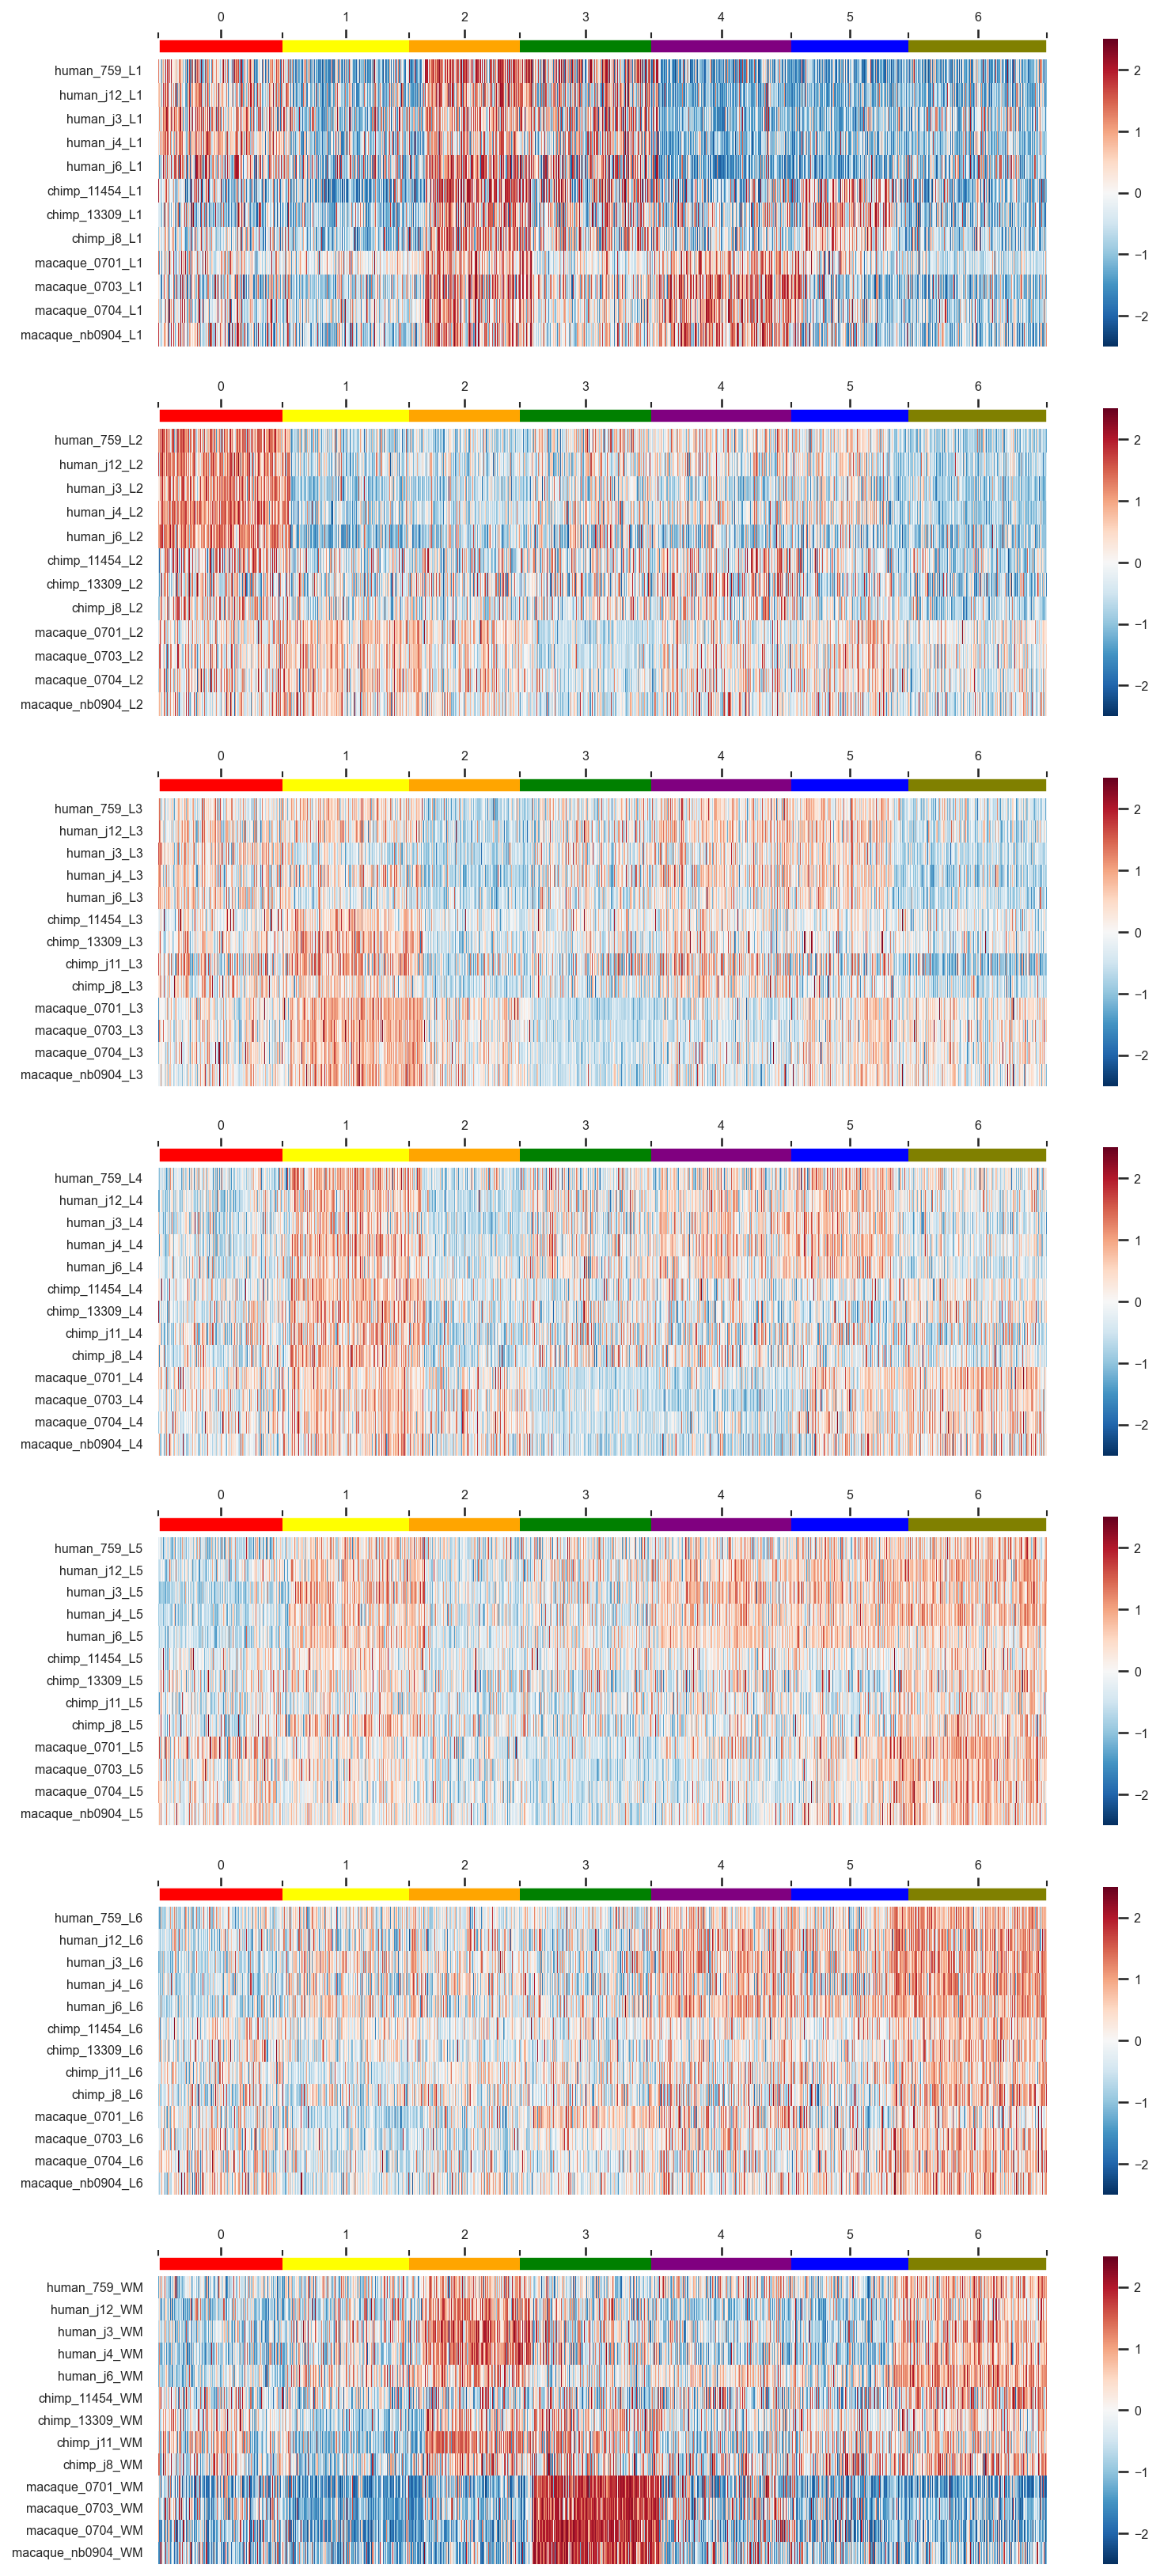 0 1 2 3 4 5 6
human_759_L1
human_j12_L1
human_j3_L1
human_j4_L1
human_j6_L1
chimp_11454_L1
chimp_13309_L1
chimp_j8_L1
macaque_0701_L1
macaque_0703_L1
macaque_0704_L1
macaque_nb0904_L1
2
1
0
−1
−2
0 1 2 3 4 5 6
human_759_L2
human_j12_L2
human_j3_L2
human_j4_L2
human_j6_L2
chimp_11454_L2
chimp_13309_L2
chimp_j8_L2
macaque_0701_L2
macaque_0703_L2
macaque_0704_L2
macaque_nb0904_L2
2
1
0
−1
−2
0 1 2 3 4 5 6
human_759_L3
human_j12_L3
human_j3_L3
human_j4_L3
human_j6_L3
chimp_11454_L3
chimp_13309_L3
chimp_j11_L3
chimp_j8_L3
macaque_0701_L3
macaque_0703_L3
macaque_0704_L3
macaque_nb0904_L3
2
1
0
−1
−2
0 1 2 3 4 5 6
human_759_L4
human_j12_L4
human_j3_L4
human_j4_L4
human_j6_L4
chimp_11454_L4
chimp_13309_L4
chimp_j11_L4
chimp_j8_L4
macaque_0701_L4
macaque_0703_L4
macaque_0704_L4
macaque_nb0904_L4
2
1
0
−1
−2
0 1 2 3 4 5 6
human_759_L5
human_j12_L5
human_j3_L5
human_j4_L5
human_j6_L5
chimp_11454_L5
chimp_13309_L5
chimp_j11_L5
chimp_j8_L5
macaque_0701_L5
macaque_0703_L5
macaque_0704_L5
macaque_nb0904_L5
2
1
0
−1
−2
0 1 2 3 4 5 6
human_759_L6
human_j12_L6
human_j3_L6
human_j4_L6
human_j6_L6
chimp_11454_L6
chimp_13309_L6
chimp_j11_L6
chimp_j8_L6
macaque_0701_L6
macaque_0703_L6
macaque_0704_L6
macaque_nb0904_L6
2
1
0
−1
−2
0 1 2 3 4 5 6
human_759_WM
human_j12_WM
human_j3_WM
human_j4_WM
human_j6_WM
chimp_11454_WM
chimp_13309_WM
chimp_j11_WM
chimp_j8_WM
macaque_0701_WM
macaque_0703_WM
macaque_0704_WM
macaque_nb0904_WM
2
1
0
−1
−2